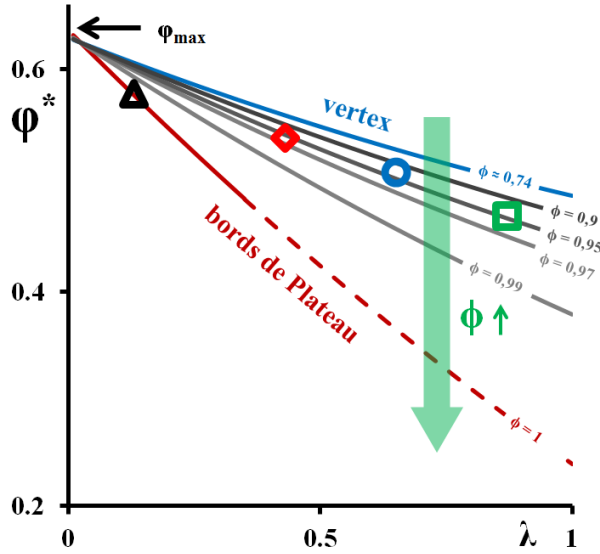 φmax
0.6
φ*
vertex
ϕ ≈ 0,74
ϕ = 0,9
ϕ = 0,95
ϕ = 0,97
ϕ = 0,99
bords de Plateau
0.4
ϕ ↑
ϕ = 1
0.2
0
0.5
λ
1